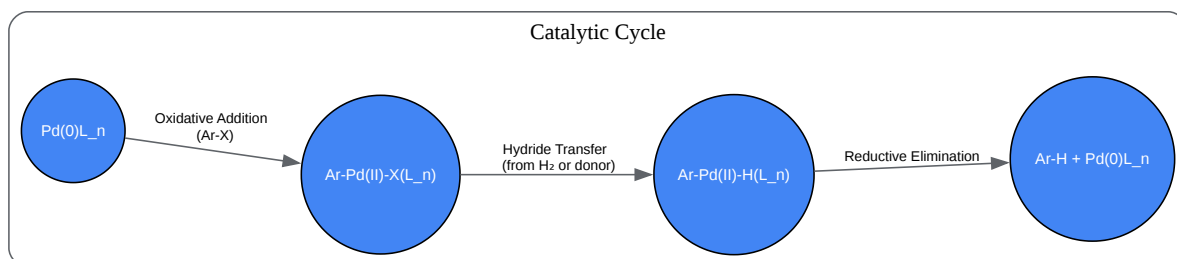 Catalytic Cycle
Pd(0)L_n
Oxidative Addition
(Ar-X)
Ar-Pd(II)-X(L_n)
Hydride Transfer
(from H₂ or donor)
Ar-Pd(II)-H(L_n)
Reductive Elimination
Ar-H + Pd(0)L_n